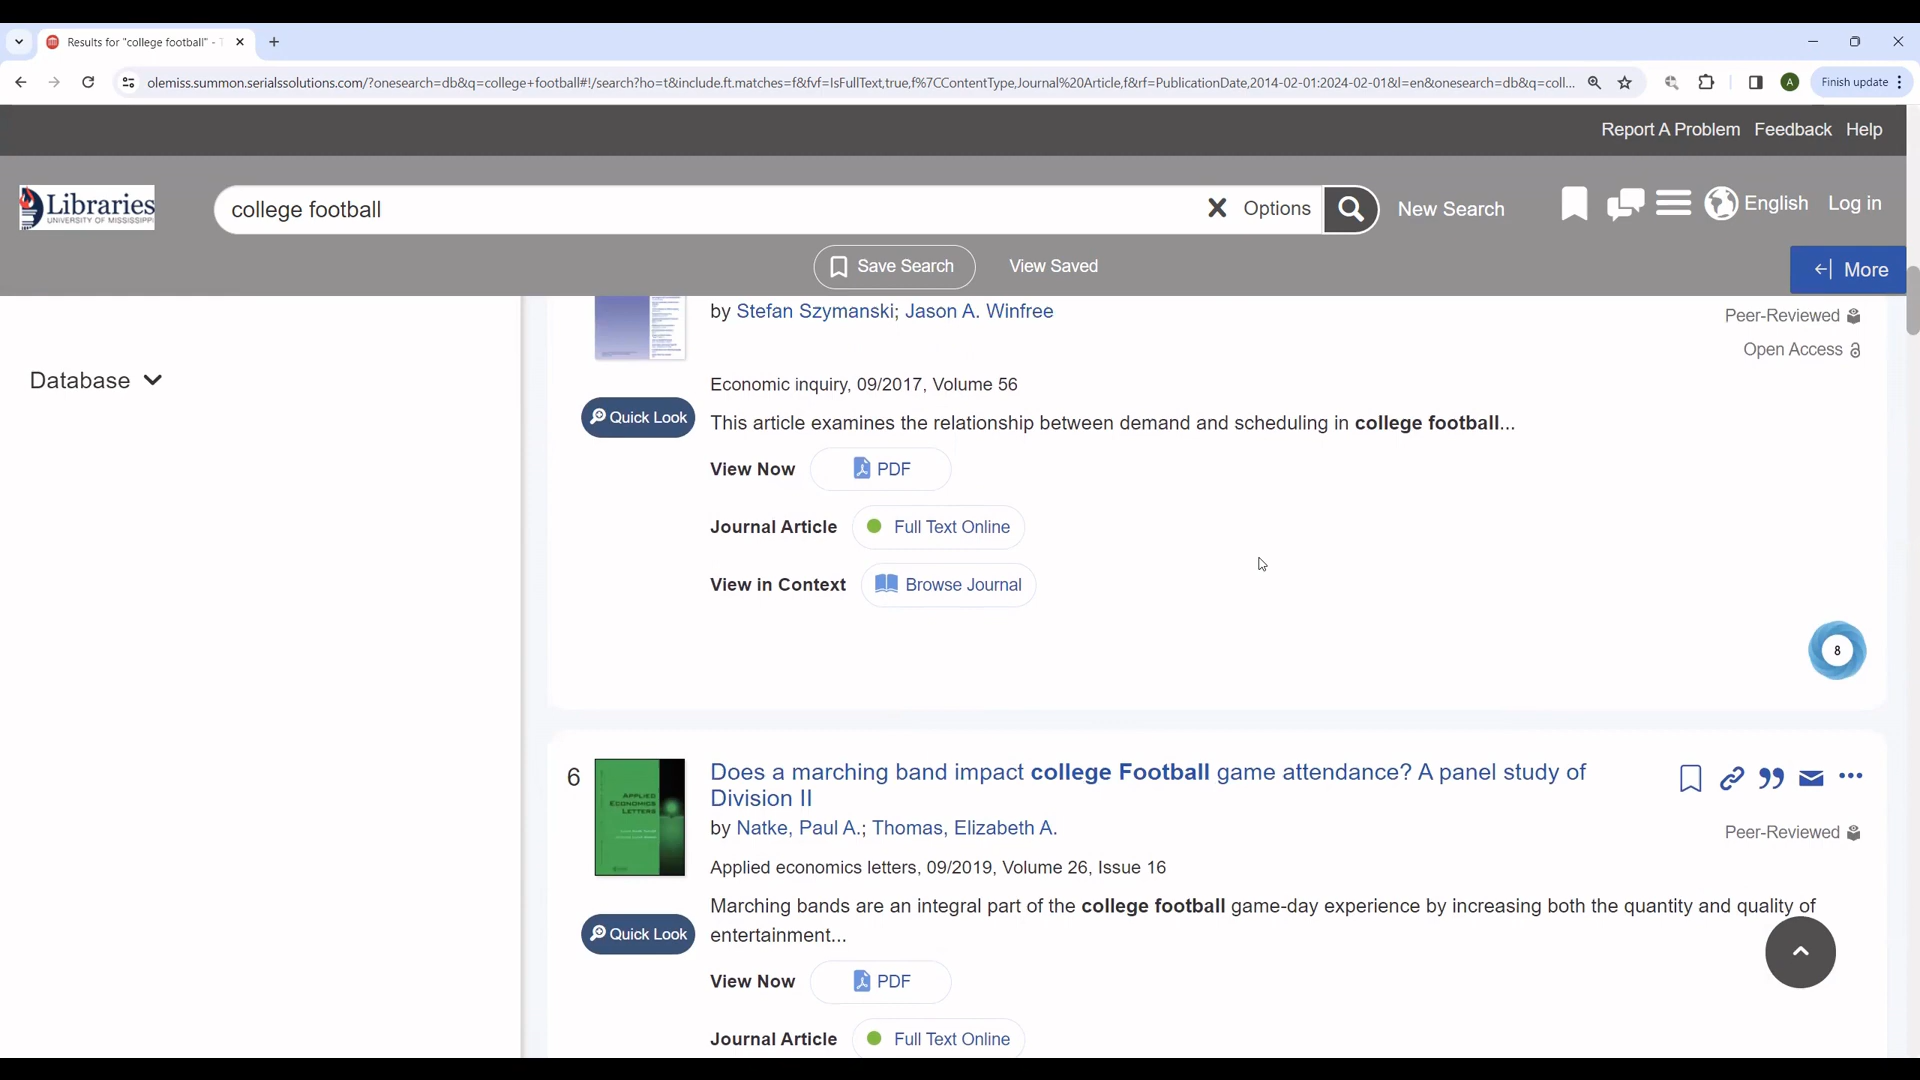 Results for "college football" -
olemiss.summon.serialssolutions.com/?onesearch=db&q=college+football#!/search?ho=t&include.ft.matches=f&fvf=IsFullText,true,f%7CContentType,Journal%20Article,f&rf=PublicationDate,2014-02-01:2024-02-01&l=en&onesearch=db&q=coll...
A
Finish update
Report A Problem Feedback Help
Libraries
UNIVERSITY OF MISSISSIPPI
college football
Options
New Search
English
Log in
Save Search
View Saved
More
by Stefan Szymanski; Jason A. Winfree
Peer-Reviewed
Open Access
Database
Economic inquiry, 09/2017, Volume 56
Quick Look
This article examines the relationship between demand and scheduling in college football...
View Now PDF
Journal Article Full Text Online
View in Context Browse Journal
8
6
APPLIED
ECONOMICS
LETTERS
Does a marching band impact college Football game attendance? A panel study of
Division II
by Natke, Paul A.; Thomas, Elizabeth A.
Peer-Reviewed
Applied economics letters, 09/2019, Volume 26, Issue 16
Marching bands are an integral part of the college football game-day experience by increasing both the quantity and quality of
Quick Look
entertainment...
View Now PDF
Journal Article Full Text Online